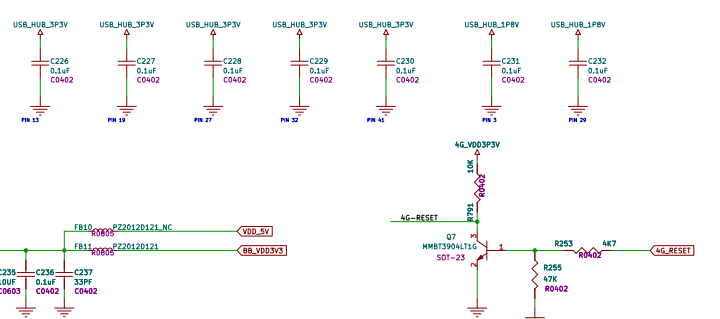 USB_HUB_3P3V USB_HUB_3P3V USB_HUB_3P3V USB_HUB_3P3V USB_HUB_3P3V USB_HUB_1P8V USB_HUB_1P8V
C226 C227 C228 C229 C230 C231 C232
0.1uF 0.1uF 0.1uF 0.1uF 0.1uF 0.1uF 0.1uF
C0402 C0402 C0402 C0402 C0402 C0402 C0402
PIN 13 PIN 19 PIN 27 PIN 32 PIN 41 PIN 3 PIN 29
4G_VDD3P3V
10K
R0402
R791
4G-RESET
FB10 PZ2012D121_NC VDD_5V
R0805
FB11 PZ2012D121 BB_VDD3V3
R0805
3
Q7
MMBT3904LT1G
SOT-23
1
2
R253 4K7 4G_RESET
R0402
R255
47K
R0402
C235 C236 C237
10UF 0.1uF 33PF
C0603 C0402 C0402